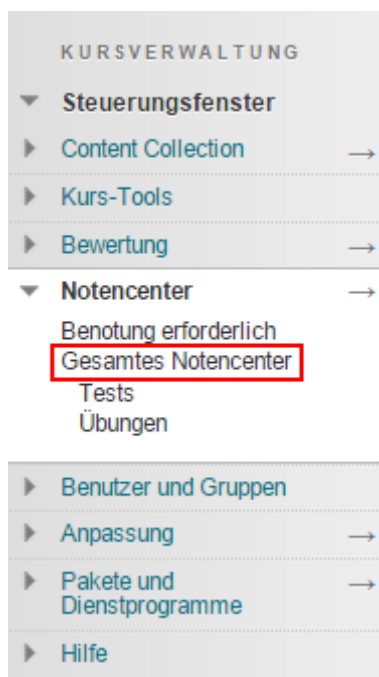 KURSVERWALTUNG
Steuerungsfenster
Content Collection
Kurs-Tools
Bewertung
Notencenter
Benotung erforderlich
Gesamtes Notencenter
Tests
Übungen
Benutzer und Gruppen
Anpassung
Pakete und
Dienstprogramme
Hilfe